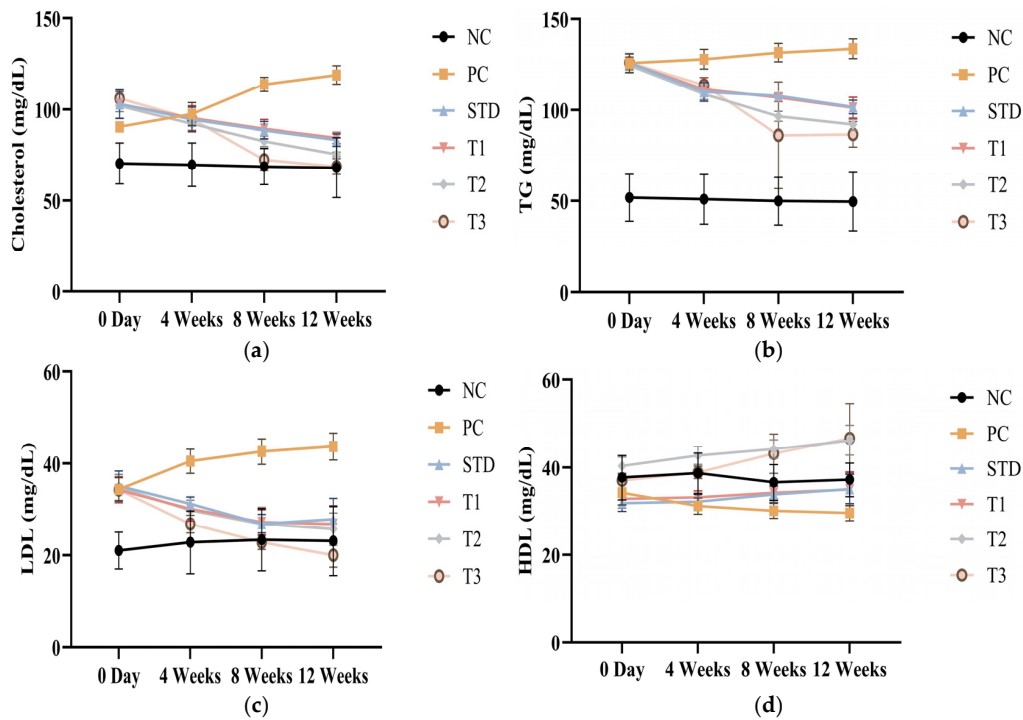 Cholesterol (mg/dL)
150
100
50
0
0 Day 4 Weeks 8 Weeks 12 Weeks
NC
PC
STD
T1
T2
T3
(a)
TG (mg/dL)
150
100
50
0
0 Day 4 Weeks 8 Weeks 12 Weeks
NC
PC
STD
T1
T2
T3
(b)
LDL (mg/dL)
60
40
20
0
0 Day 4 Weeks 8 Weeks 12 Weeks
NC
PC
STD
T1
T2
T3
(c)
HDL (mg/dL)
60
40
20
0
0 Day 4 Weeks 8 Weeks 12 Weeks
NC
PC
STD
T1
T2
T3
(d)